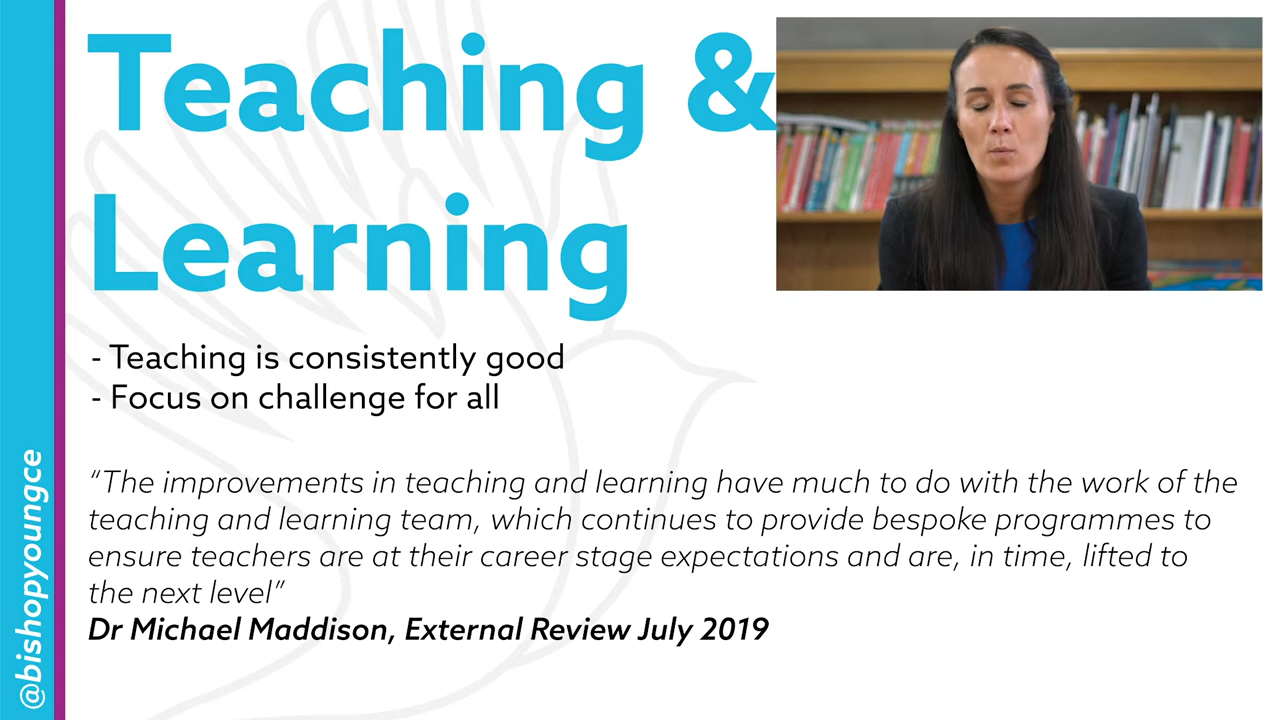 Teaching &
Learning
- Teaching is consistently good
- Focus on challenge for all
“The improvements in teaching and learning have much to do with the work of the
teaching and learning team, which continues to provide bespoke programmes to
ensure teachers are at their career stage expectations and are, in time, lifted to
the next level”
Dr Michael Maddison, External Review July 2019
@bishopyoungce